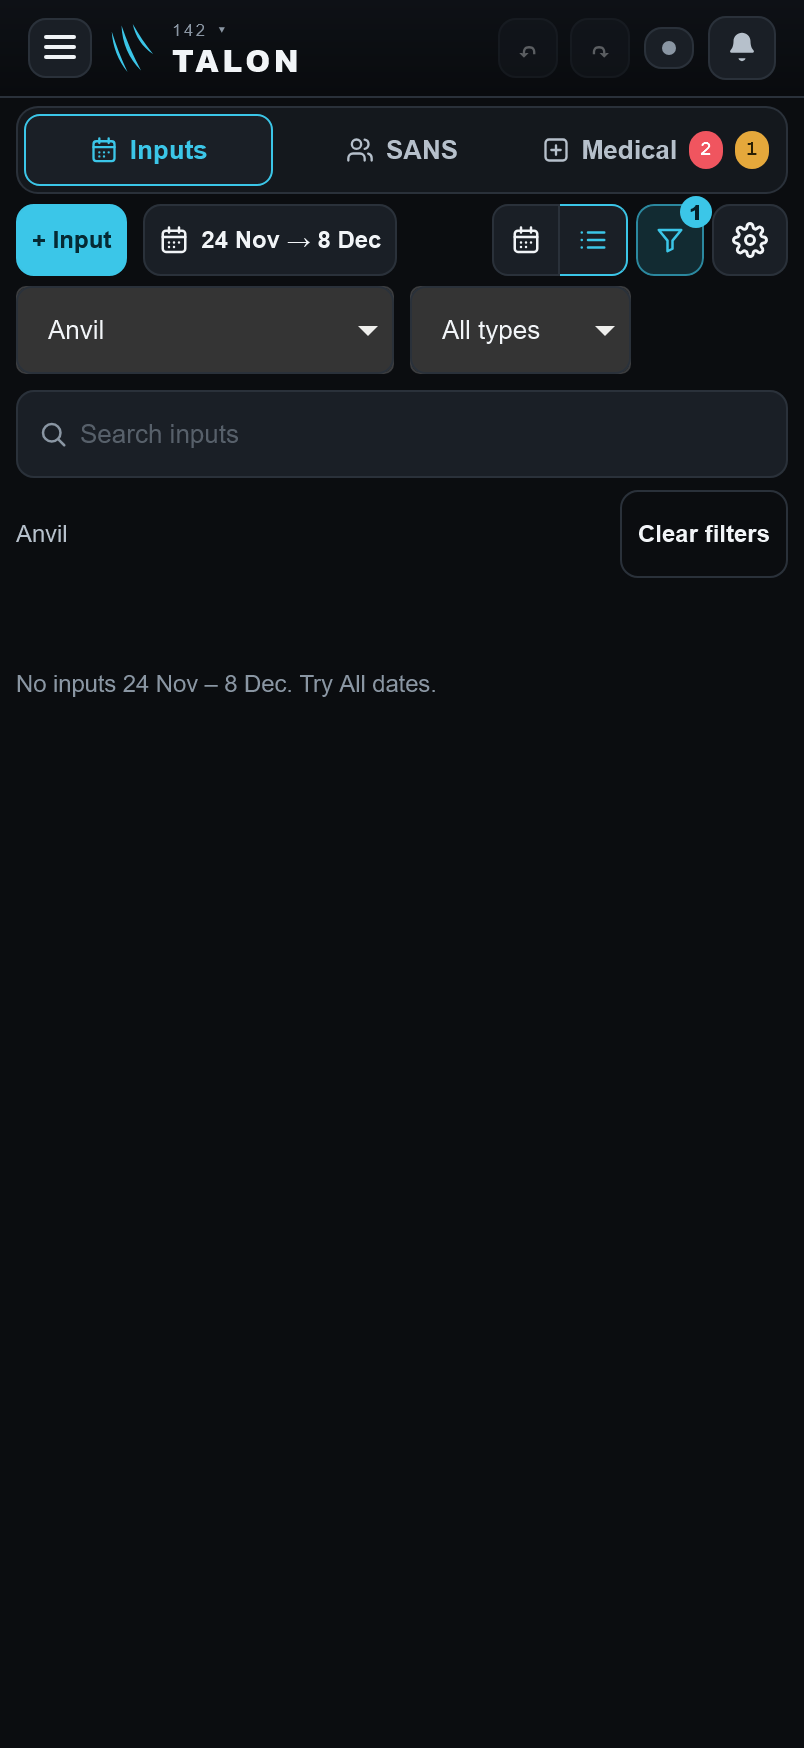 142 ▾
TALON
Inputs
SANS
Medical 2 1
+ Input
24 Nov → 8 Dec
1
Anvil
All types
Search inputs
Anvil
Clear filters
No inputs 24 Nov – 8 Dec. Try All dates.